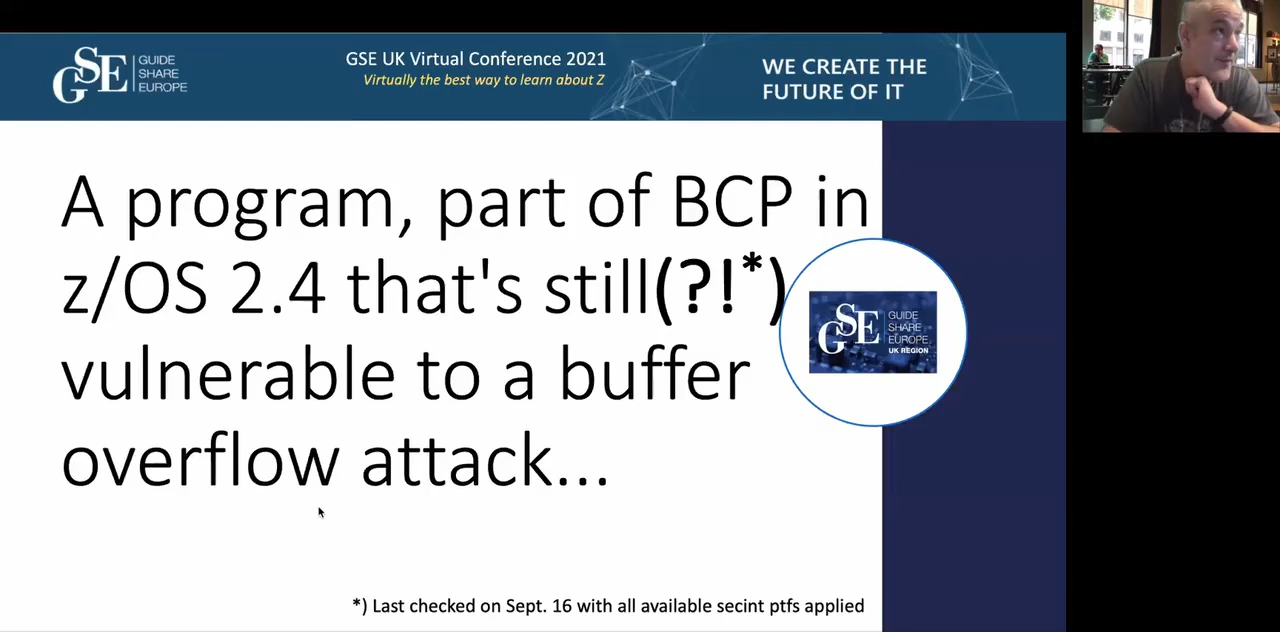 GSE
GUIDE
SHARE
EUROPE
GSE UK Virtual Conference 2021
Virtually the best way to learn about Z
WE CREATE THE
FUTURE OF IT
A program, part of BCP in
z/OS 2.4 that's still(?!*)
vulnerable to a buffer
overflow attack...
GSE
GUIDE
SHARE
EUROPE
UK REGION
*) Last checked on Sept. 16 with all available secint ptfs applied